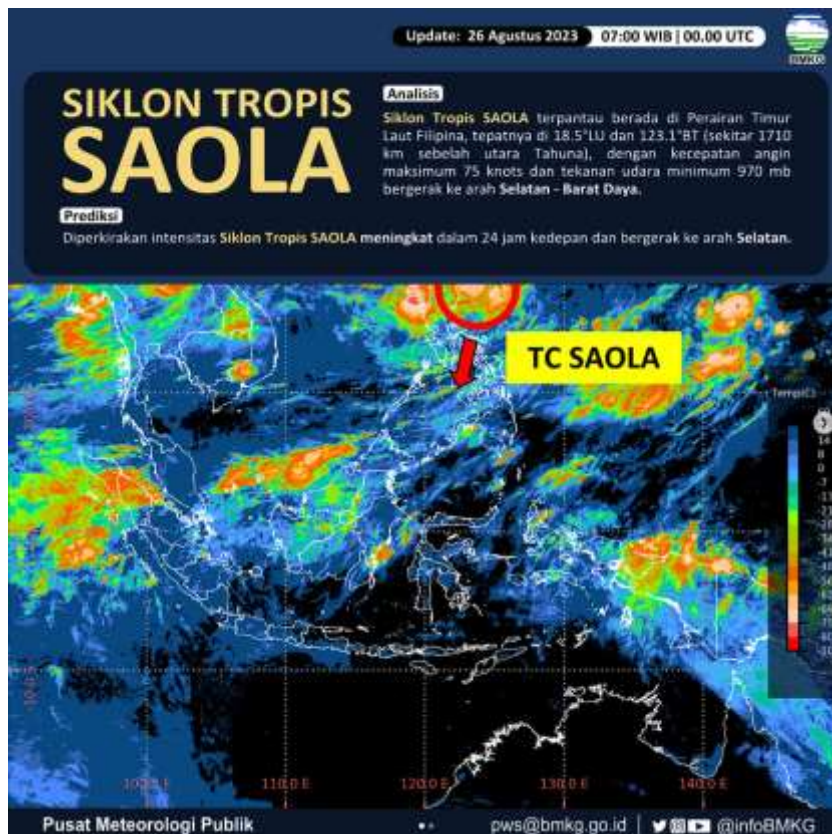 Update: 26 Agustus 2023 07:00 WIB | 00.00 UTC
BMKG
SIKLON TROPIS
SAOLA
Analisis
Siklon Tropis SAOLA terpantau berada di Perairan Timur
Laut Filipina, tepatnya di 18.5°LU dan 123.1°BT (sekitar 1710
km sebelah utara Tahuna), dengan kecepatan angin
maksimum 75 knots dan tekanan udara minimum 970 mb
bergerak ke arah Selatan - Barat Daya.
Prediksi
Diperkirakan intensitas Siklon Tropis SAOLA meningkat dalam 24 jam kedepan dan bergerak ke arah Selatan.
TC SAOLA
Temp(C)
14
8
0
110.0 E
120.0 E
130.0 E
140.0 E
Pusat Meteorologi Publik
pws@bmkg.go.id | @infoBMKG